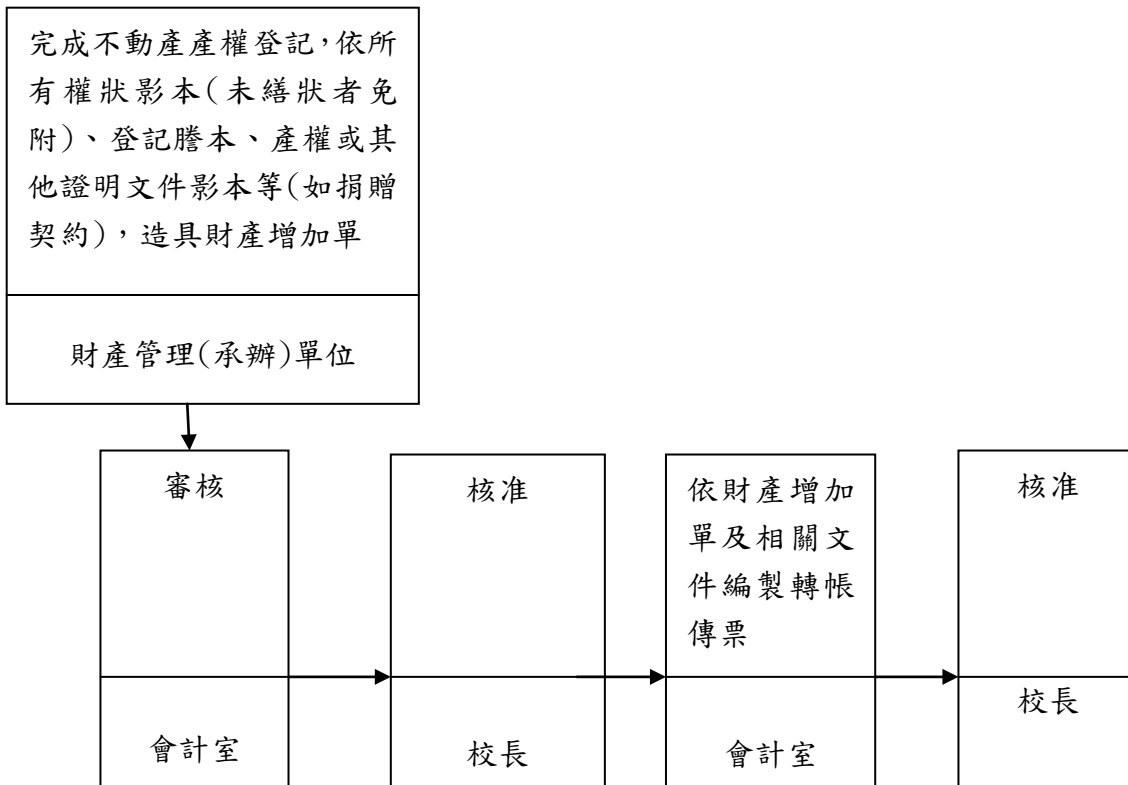 完成不動產產權登記，依所
有權狀影本(未繕狀者免
附)、登記謄本、產權或其
他證明文件影本等(如捐贈
契約)，造具財產增加單
財產管理(承辦)單位
審核
會計室
核准
校長
依財產增加
單及相關文
件編製轉帳
傳票
會計室
核准
校長